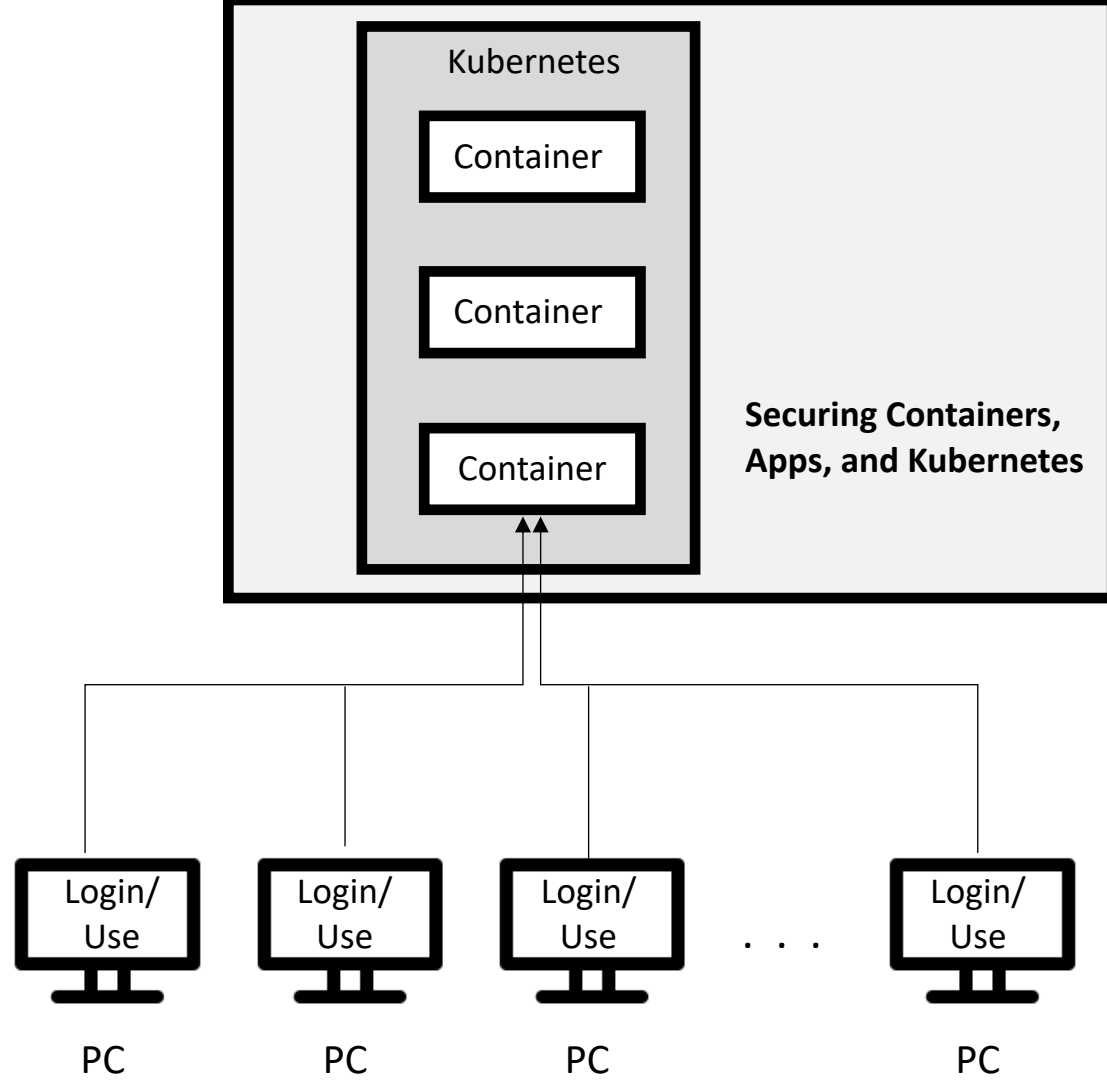 Kubernetes
Container
Container
Container
Securing Containers,
Apps, and Kubernetes
Login/
Use
Login/
Use
Login/
Use
. . .
Login/
Use
PC
PC
PC
PC